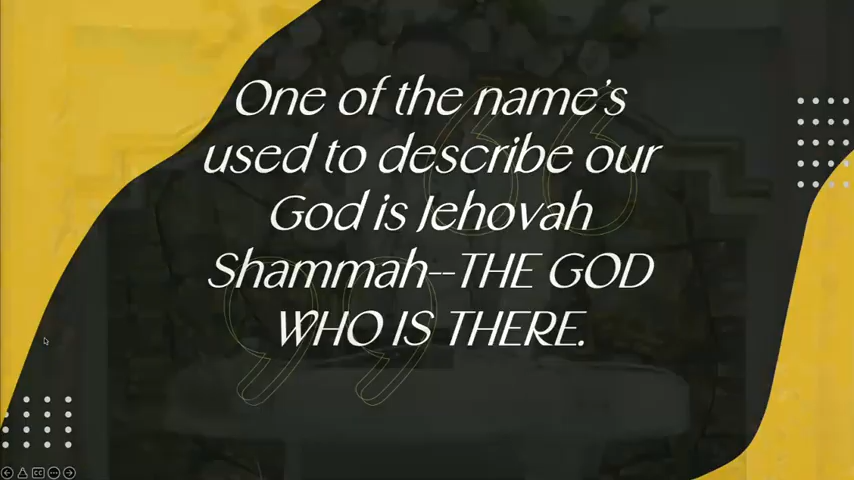 One of the name's
used to describe our
God is Jehovah
Shammah--THE GOD
WHO IS THERE.